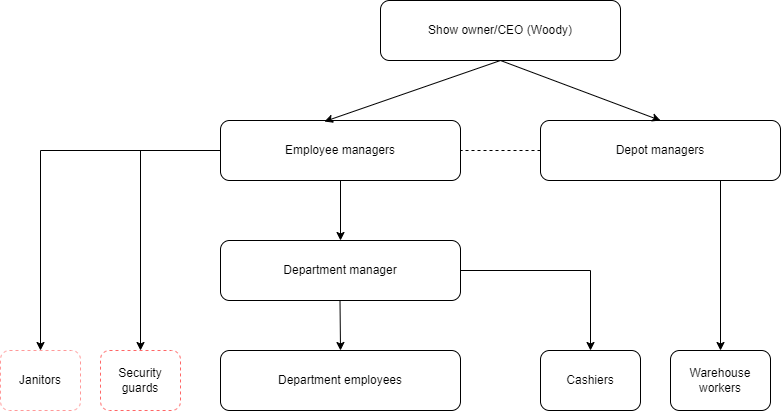 Show owner/CEO (Woody)
Employee managers
Depot managers
Department manager
Janitors
Security
guards
Department employees
Cashiers
Warehouse
workers